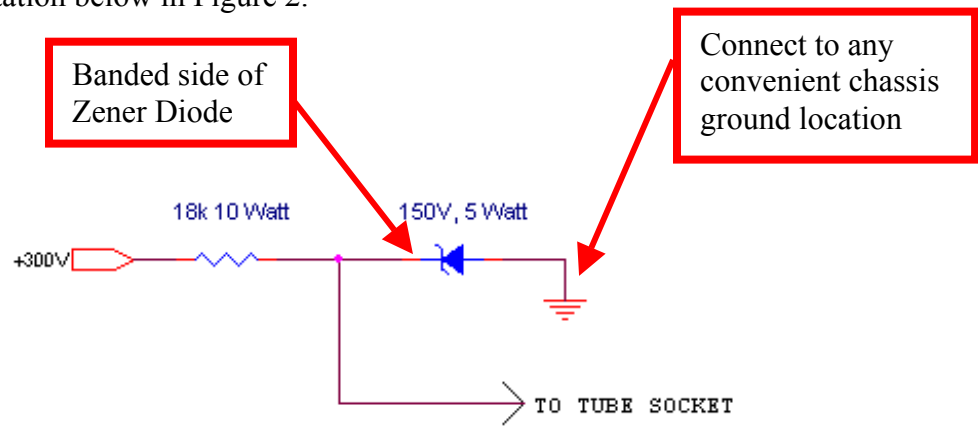 ation below in Figure 2.
Banded side of
Zener Diode
Connect to any
convenient chassis
ground location
18k 10 Watt
150V, 5 Watt
+300V
TO TUBE SOCKET